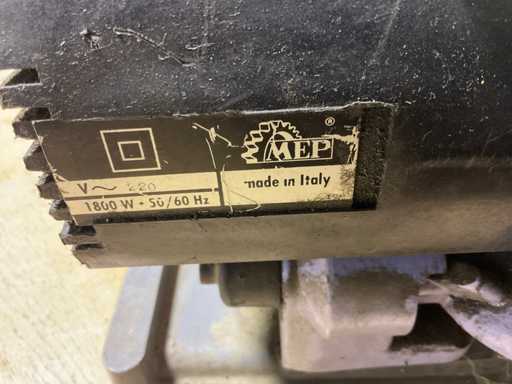 MEP ®
V~ 220
made in Italy
1800 W • 50/60 Hz